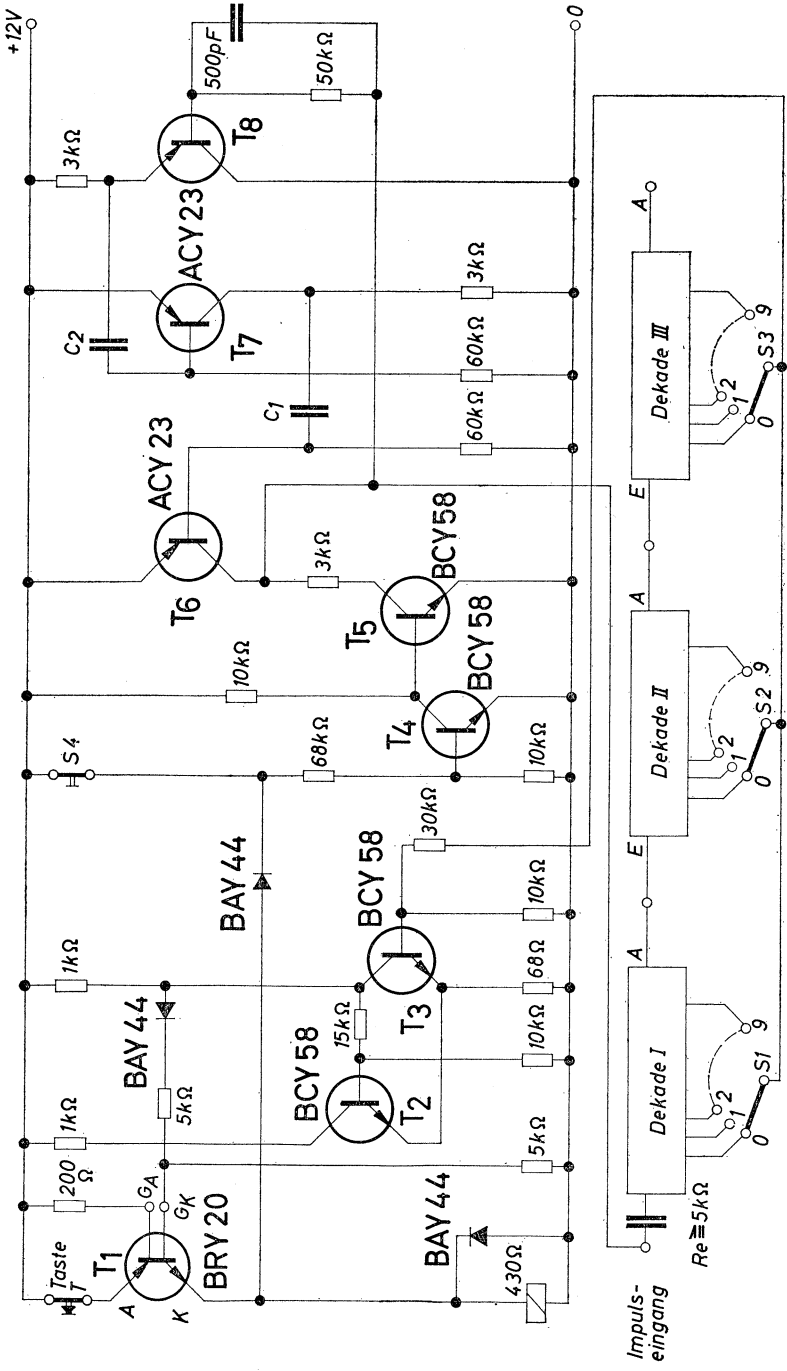 Taste
T
A
K
T1
BRY 20
200
Ω
GA
GK
1kΩ
BAY 44
5kΩ
1kΩ
BCY 58
T2
15kΩ
T3
BCY 58
BAY 44
430Ω
5kΩ
10kΩ
68Ω
10kΩ
30kΩ
BAY 44
S4
68kΩ
10kΩ
10kΩ
T4
BCY 58
T5
BCY 58
3kΩ
T6
ACY 23
C1
60kΩ
60kΩ
3kΩ
C2
T7
ACY 23
3kΩ
T8
500pF
50kΩ
+12V
0
Impuls-
eingang
Re≧5kΩ
Dekade I
0
1
2
9
S1
A
E
Dekade II
0
1
2
9
S2
A
E
Dekade III
0
1
2
9
S3
A